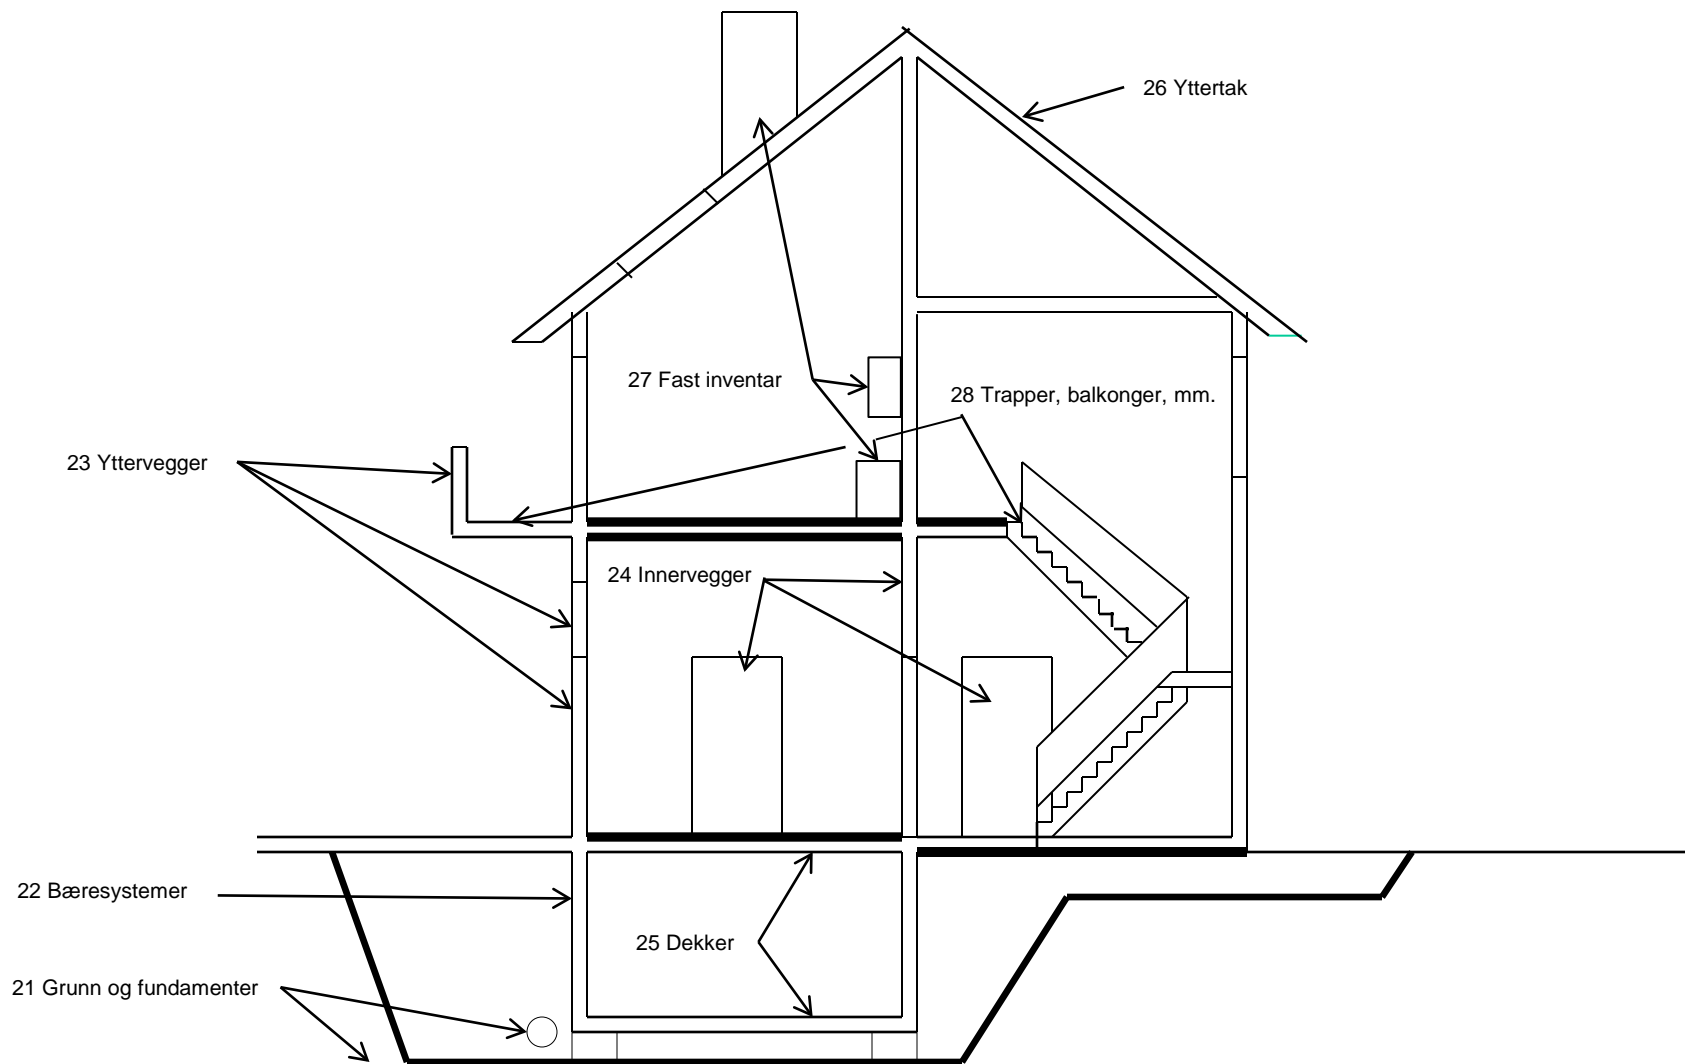 26 Yttertak
27 Fast inventar
28 Trapper, balkonger, mm.
23 Yttervegger
24 Innervegger
22 Bæresystemer
25 Dekker
21 Grunn og fundamenter